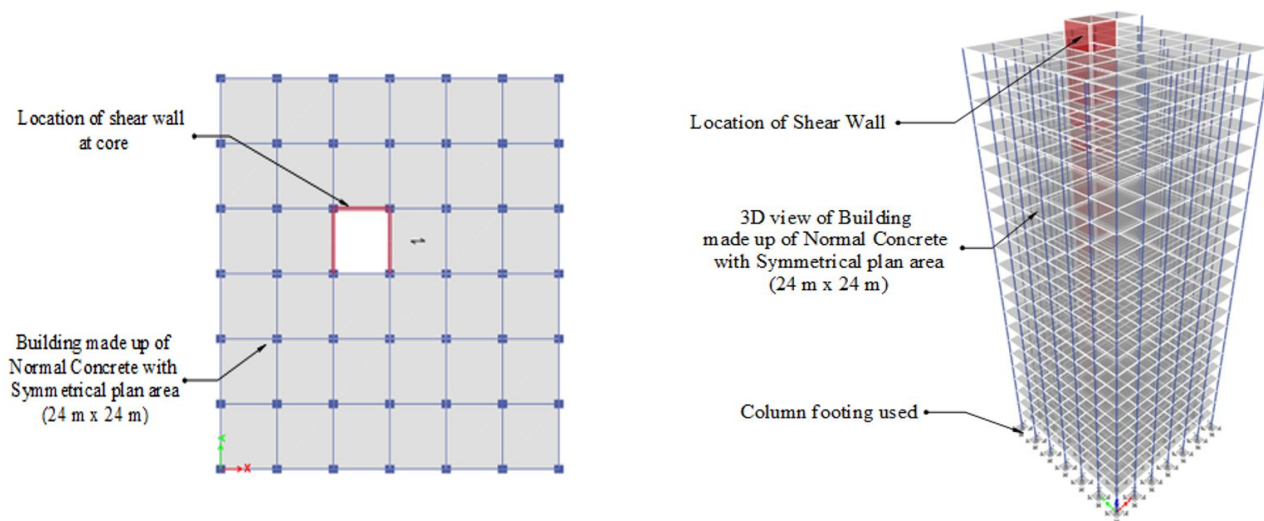 Location of shear wall
at core
Building made up of
Normal Concrete with
Symmetrical plan area
(24 m x 24 m)
X
Location of Shear Wall
3D view of Building
made up of Normal Concrete
with Symmetrical plan area
(24 m x 24 m)
Column footing used